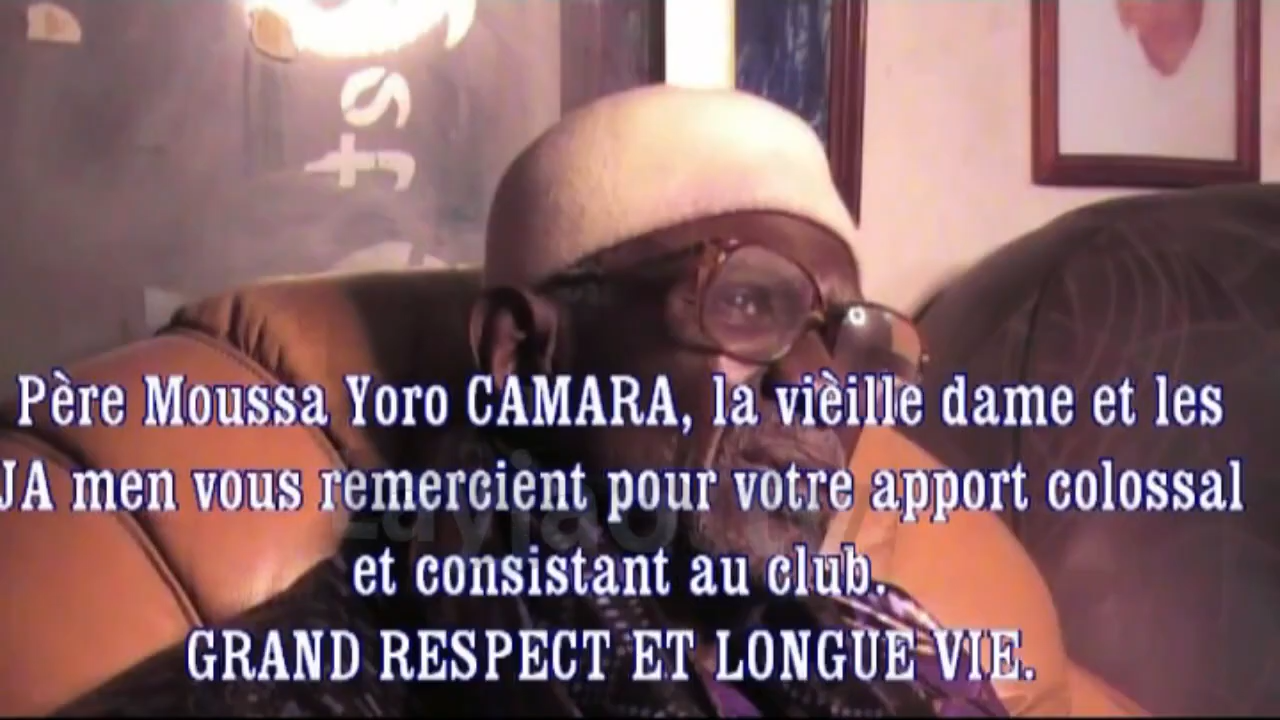 Père Moussa Yoro CAMARA, la vièille dame et les
JA men vous remercient pour votre apport colossal
et consistant au club.
GRAND RESPECT ET LONGUE VIE.